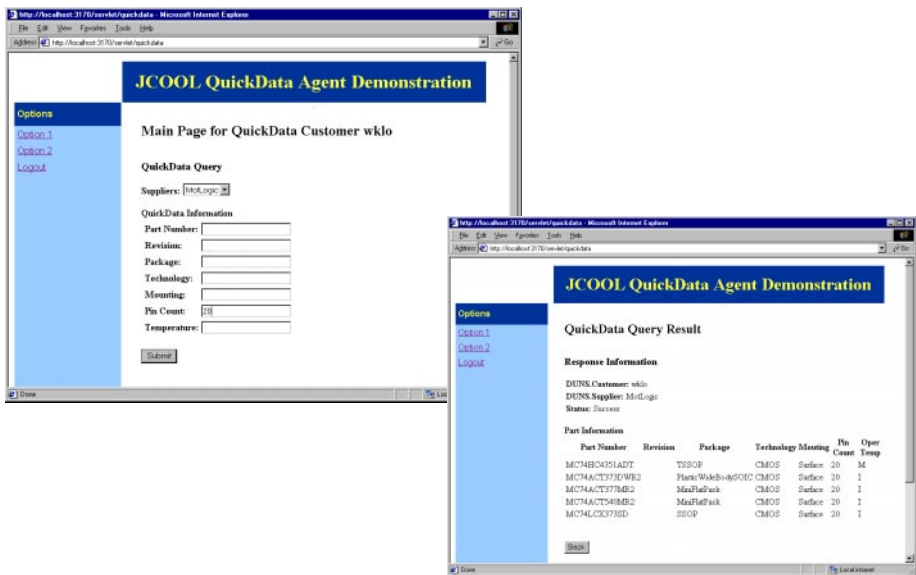 http://localhost:3170/servlet/quickdata - Microsoft Internet Explorer
File Edit View Favorites Tools Help
Address http://localhost:3170/servlet/quickdata Go
JCOOL QuickData Agent Demonstration
Options
Option 1
Option 2
Logout
Main Page for QuickData Customer wklo
QuickData Query
Suppliers: MotLogic
QuickData Information
Part Number:
Revision:
Package:
Technology:
Mounting:
Pin Count: 20
Temperature:
Submit
Done
http://localhost:3170/servlet/quickdata - Microsoft Internet Explorer
File Edit View Favorites Tools Help
Address http://localhost:3170/servlet/quickdata Go
JCOOL QuickData Agent Demonstration
Options
Option 1
Option 2
Logout
QuickData Query Result
Response Information
DUNS.Customer: wklo
DUNS.Supplier: MotLogic
Status: Success
Part Information
Part Number Revision Package Technology Mouting Pin Count Oper Temp
MC74HC4351ADT TSSOP CMOS Surface 20 M
MC74ACT373DWR2 PlasticWideBodySOIC CMOS Surface 20 I
MC74ACT377MR2 MiniFlatPack CMOS Surface 20 I
MC74ACT540MR2 MiniFlatPack CMOS Surface 20 I
MC74LCX373SD SSOP CMOS Surface 20 I
Back
Done Local intranet